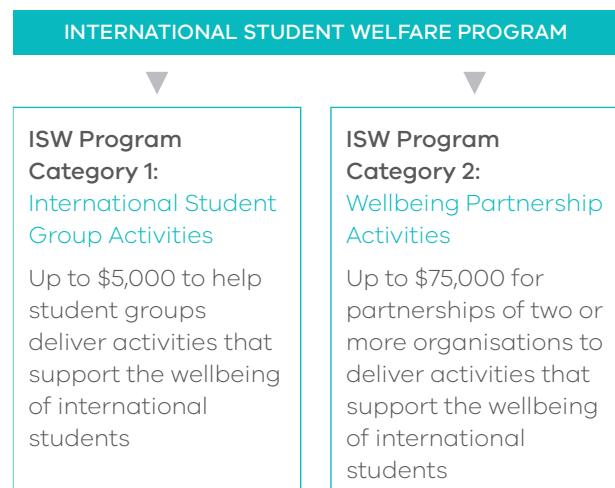 INTERNATIONAL STUDENT WELFARE PROGRAM
ISW Program
Category 1:
International Student
Group Activities
Up to $5,000 to help
student groups
deliver activities that
support the wellbeing
of international
students
ISW Program
Category 2:
Wellbeing Partnership
Activities
Up to $75,000 for
partnerships of two or
more organisations to
deliver activities that
support the wellbeing
of international
students